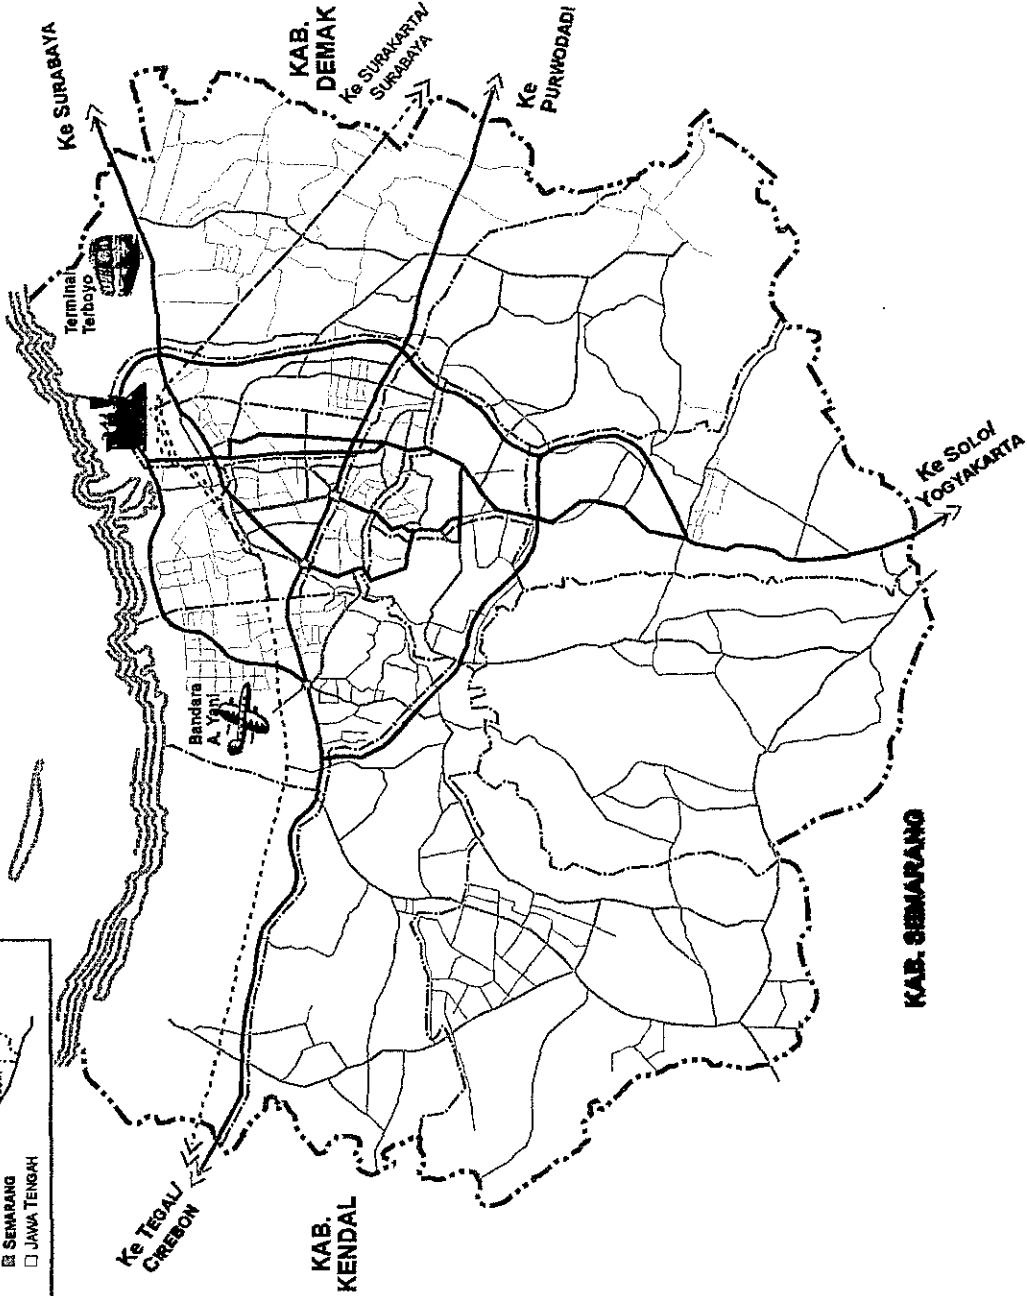 Ke SURABAYA
KAB.
DEMAK
Ke SURAKARTA/
SURABAYA
Ke
PURWODADI
Terminal
Terboyo
Bandara
A. Yani
Ke SOLO/
YOGYAKARTA
KAB. SEMARANG
SEMARANG
JAWA TENGAH
Ke TEGAL/
CIREBON
KAB.
KENDAL